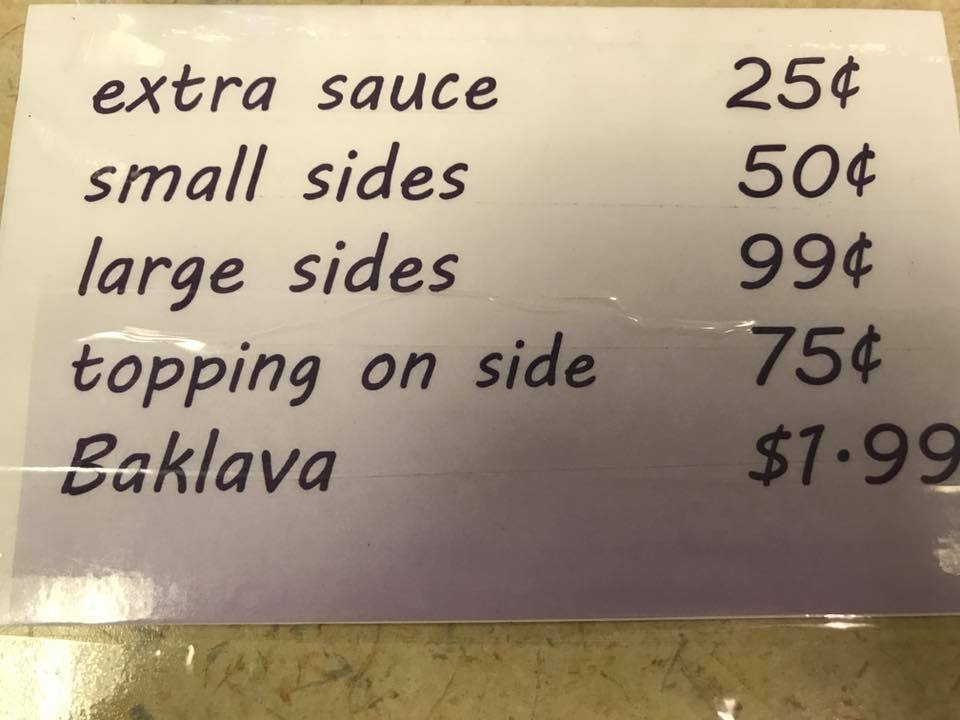 extra sauce 25¢
small sides 50¢
large sides 99¢
topping on side 75¢
Baklava $1.99